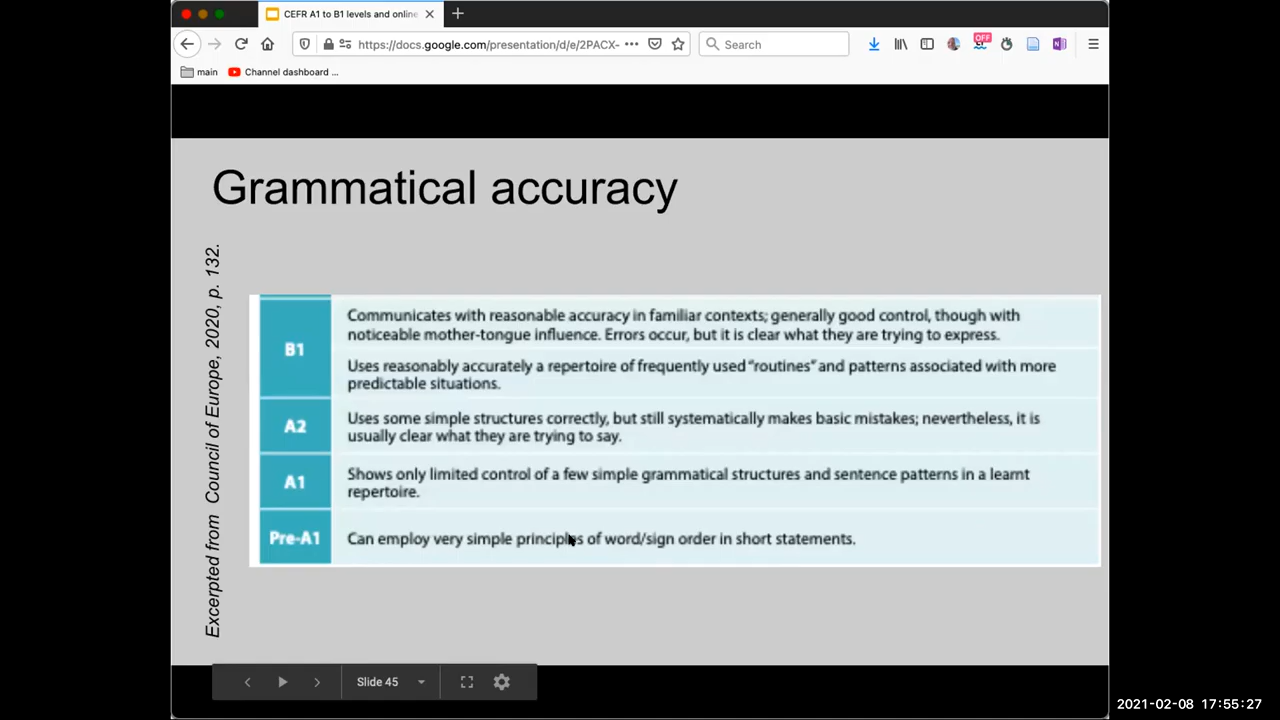 CEFR A1 to B1 levels and online
https://docs.google.com/presentation/d/e/2PACX-
Search
OFF
main
Channel dashboard ...
Grammatical accuracy
Excerpted from Council of Europe, 2020, p. 132.
B1
Communicates with reasonable accuracy in familiar contexts; generally good control, though with
noticeable mother-tongue influence. Errors occur, but it is clear what they are trying to express.
Uses reasonably accurately a repertoire of frequently used “routines” and patterns associated with more
predictable situations.
A2
Uses some simple structures correctly, but still systematically makes basic mistakes; nevertheless, it is
usually clear what they are trying to say.
A1
Shows only limited control of a few simple grammatical structures and sentence patterns in a learnt
repertoire.
Pre-A1
Can employ very simple principles of word/sign order in short statements.
Slide 45
2021-02-08 17:55:27